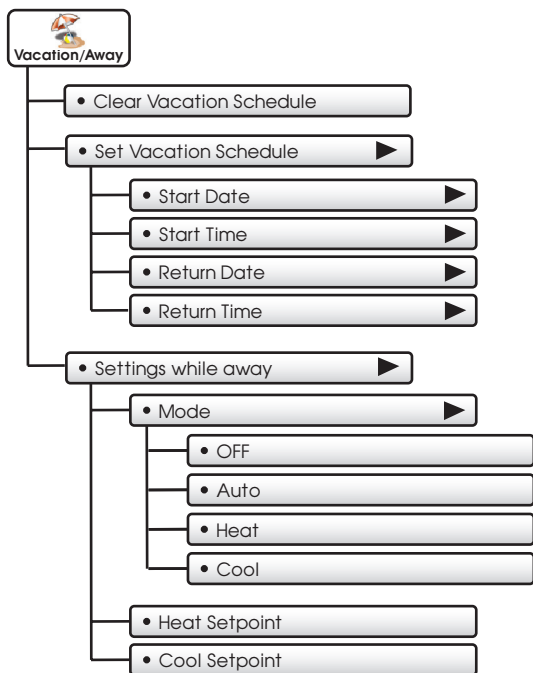 Vacation/Away
• Clear Vacation Schedule
• Set Vacation Schedule
• Start Date
• Start Time
• Return Date
• Return Time
• Settings while away
• Mode
• OFF
• Auto
• Heat
• Cool
• Heat Setpoint
• Cool Setpoint